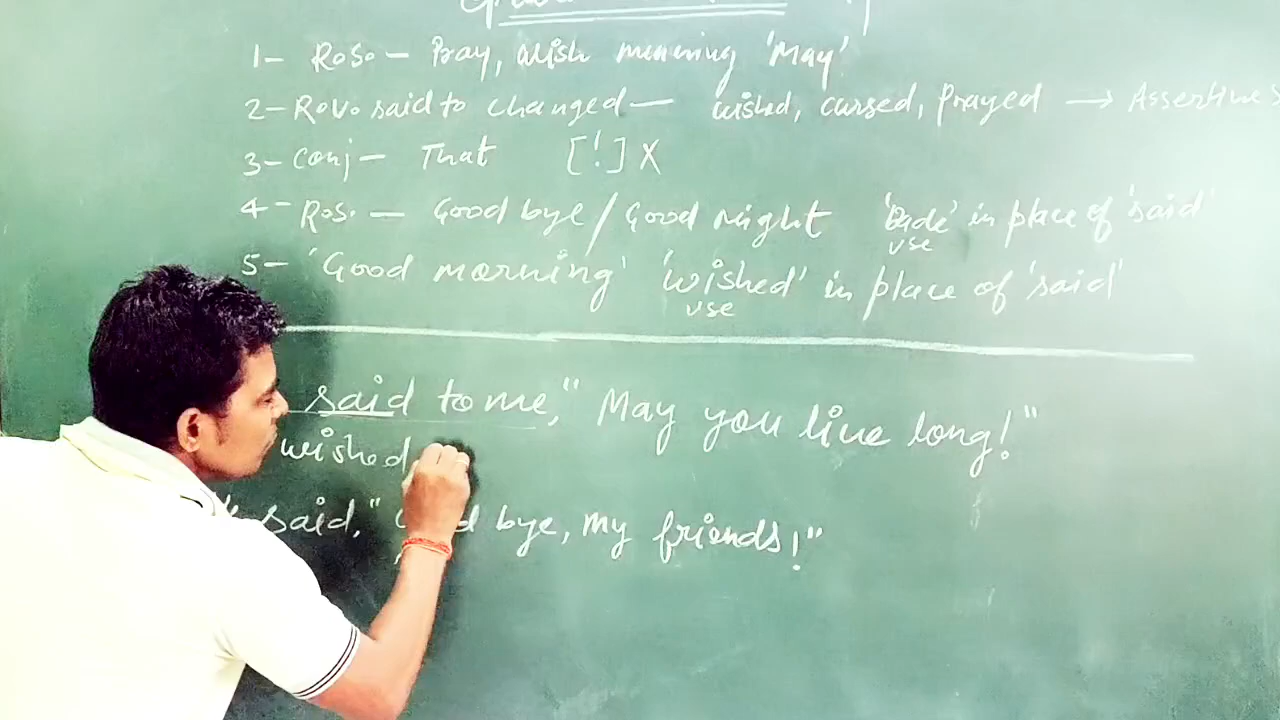 1- R.S. - Pray, wish meaning 'May'
2- R.V. said to changed - wished, cursed, prayed → Assertive S
3- Conj - That [!] X
4- R.S. - Good bye / Good night 'Bade' in place of 'said'
use
5- 'Good morning' 'wished' in place of 'said'
use
said to me, " May you live long! "
wished
said, " bye, my friends! "